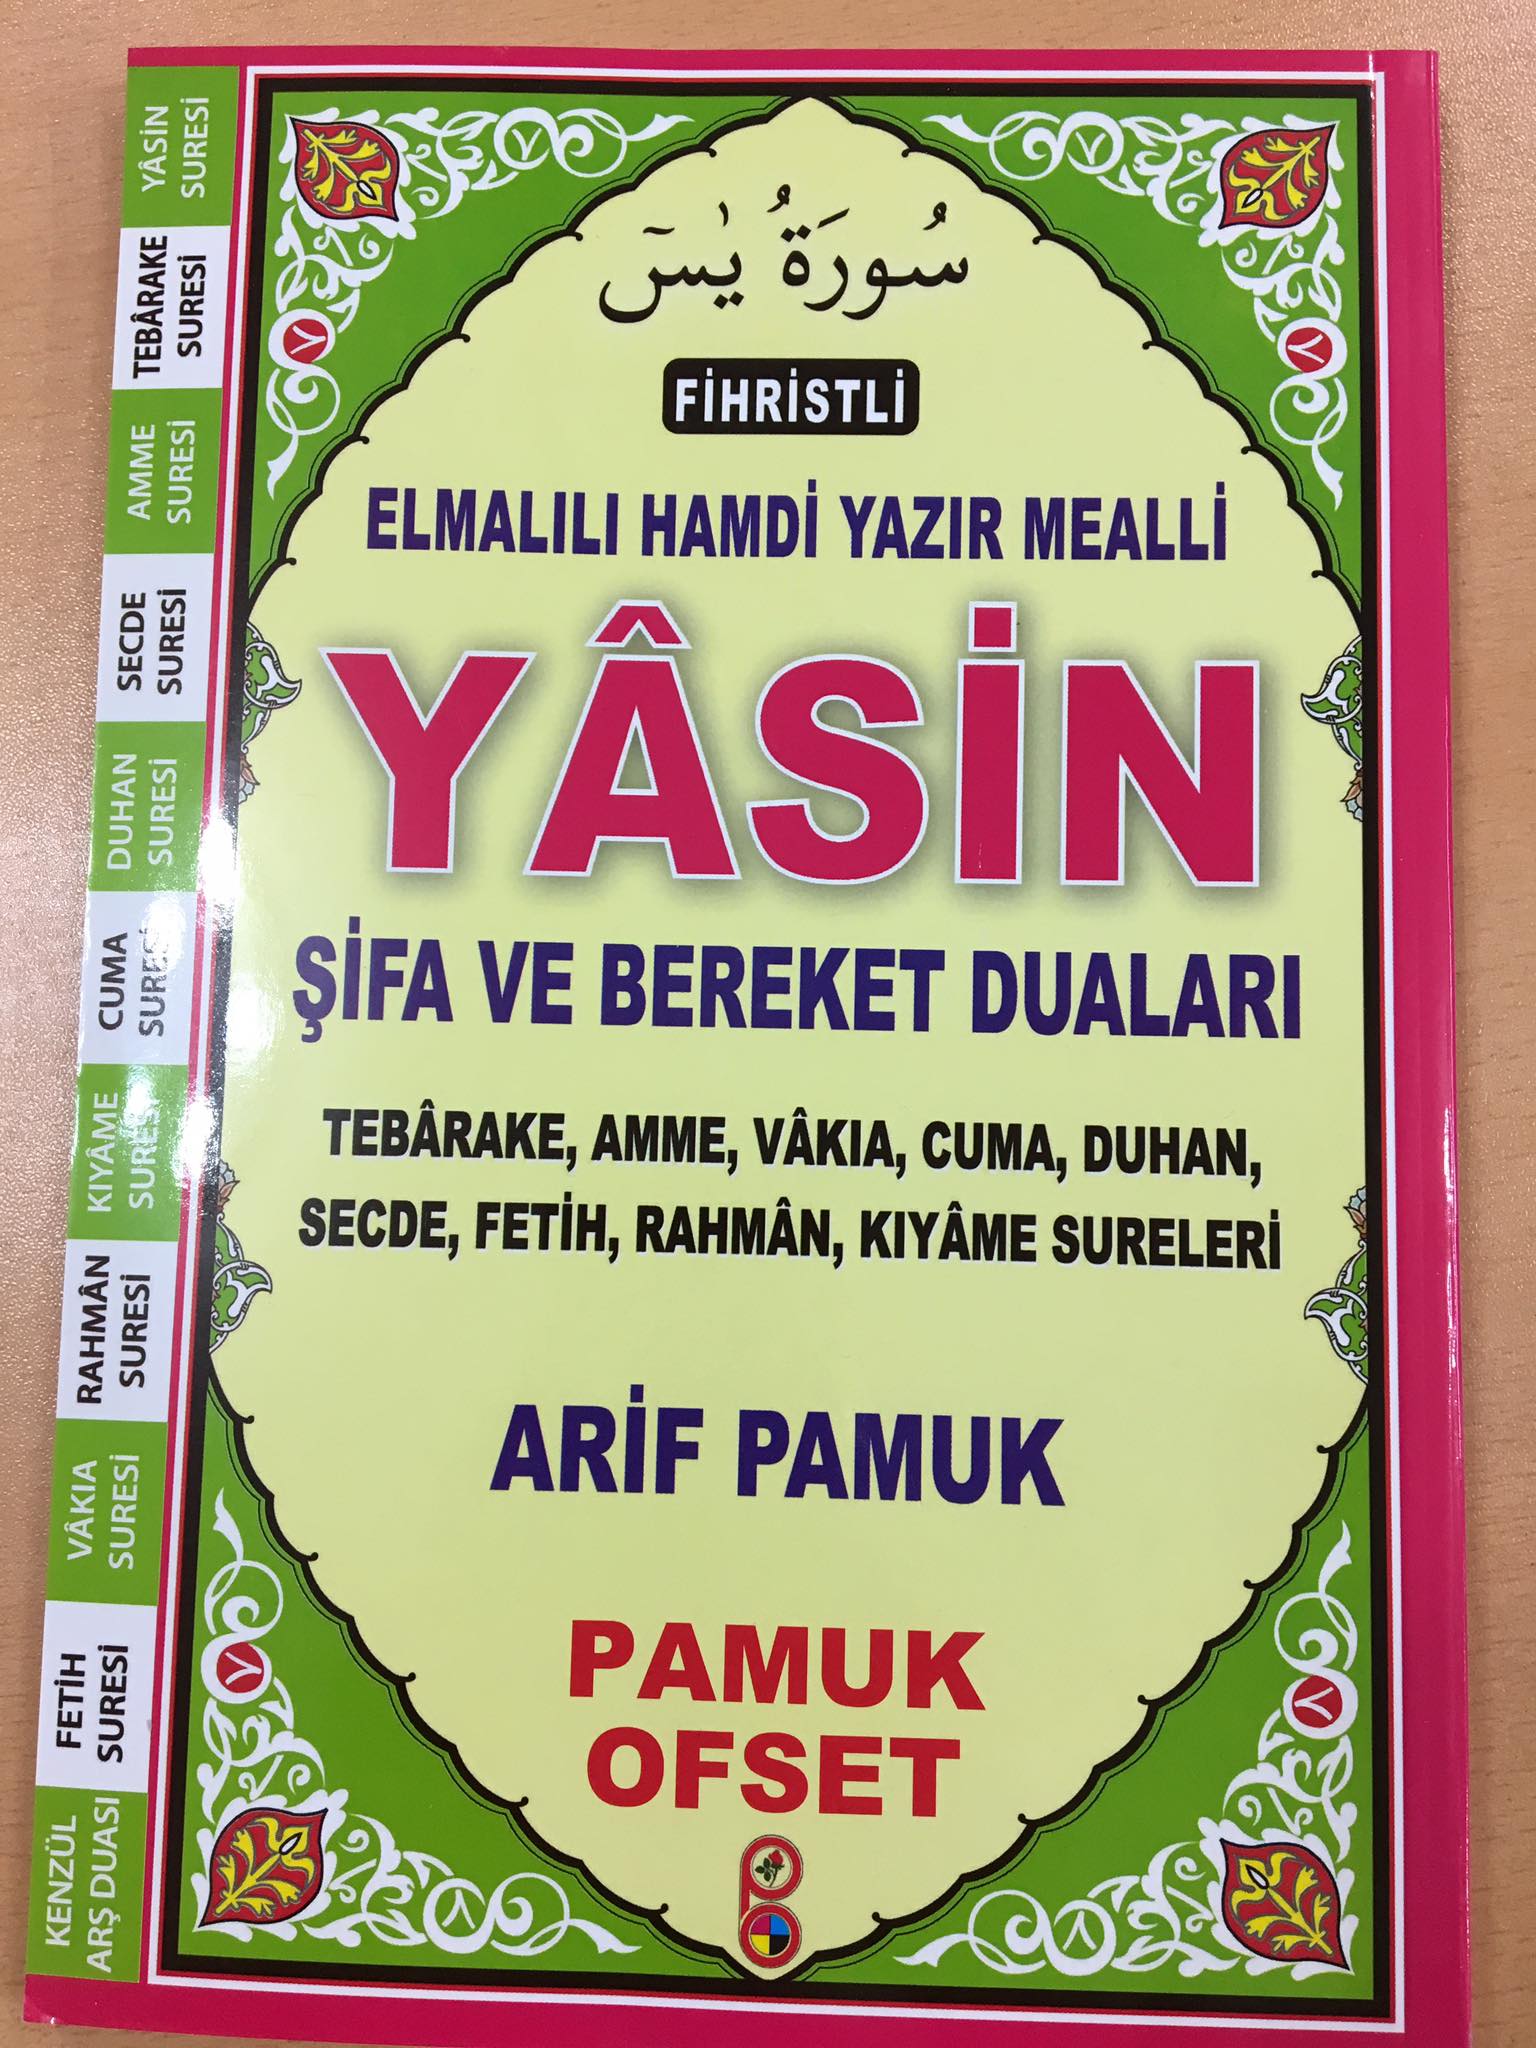 سُورَةُ يٰسٓ
FİHRİSTLİ
ELMALILI HAMDİ YAZIR MEALLİ
YÂSİN
ŞİFA VE BEREKET DUALARI
TEBÂRAKE, AMME, VÂKIA, CUMA, DUHAN,
SECDE, FETİH, RAHMÂN, KIYÂME SURELERİ
ARİF PAMUK
PAMUK
OFSET
YÂSİN
SURESİ
TEBÂRAKE
SURESİ
AMME
SURESİ
SECDE
SURESİ
DUHAN
SURESİ
CUMA
SURESİ
KIYÂME
SURESİ
RAHMÂN
SURESİ
VÂKIA
SURESİ
FETİH
SURESİ
KENZÜL
ARŞ DUASI